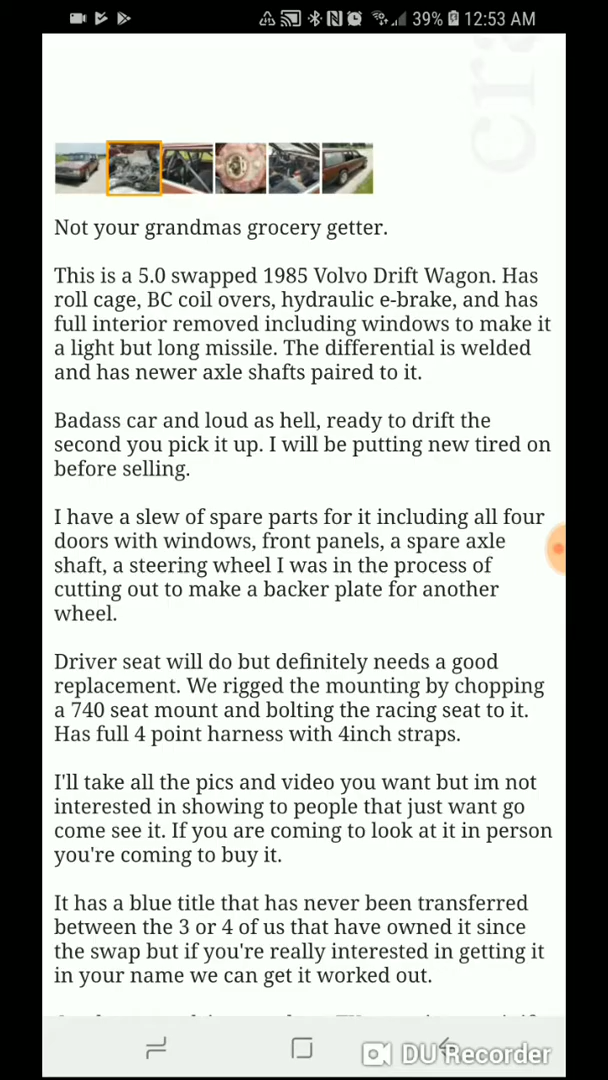 39% 12:53 AM
Not your grandmas grocery getter.
This is a 5.0 swapped 1985 Volvo Drift Wagon. Has
roll cage, BC coil overs, hydraulic e-brake, and has
full interior removed including windows to make it
a light but long missile. The differential is welded
and has newer axle shafts paired to it.
Badass car and loud as hell, ready to drift the
second you pick it up. I will be putting new tired on
before selling.
I have a slew of spare parts for it including all four
doors with windows, front panels, a spare axle
shaft, a steering wheel I was in the process of
cutting out to make a backer plate for another
wheel.
Driver seat will do but definitely needs a good
replacement. We rigged the mounting by chopping
a 740 seat mount and bolting the racing seat to it.
Has full 4 point harness with 4inch straps.
I'll take all the pics and video you want but im not
interested in showing to people that just want go
come see it. If you are coming to look at it in person
you're coming to buy it.
It has a blue title that has never been transferred
between the 3 or 4 of us that have owned it since
the swap but if you're really interested in getting it
in your name we can get it worked out.
DU Recorder